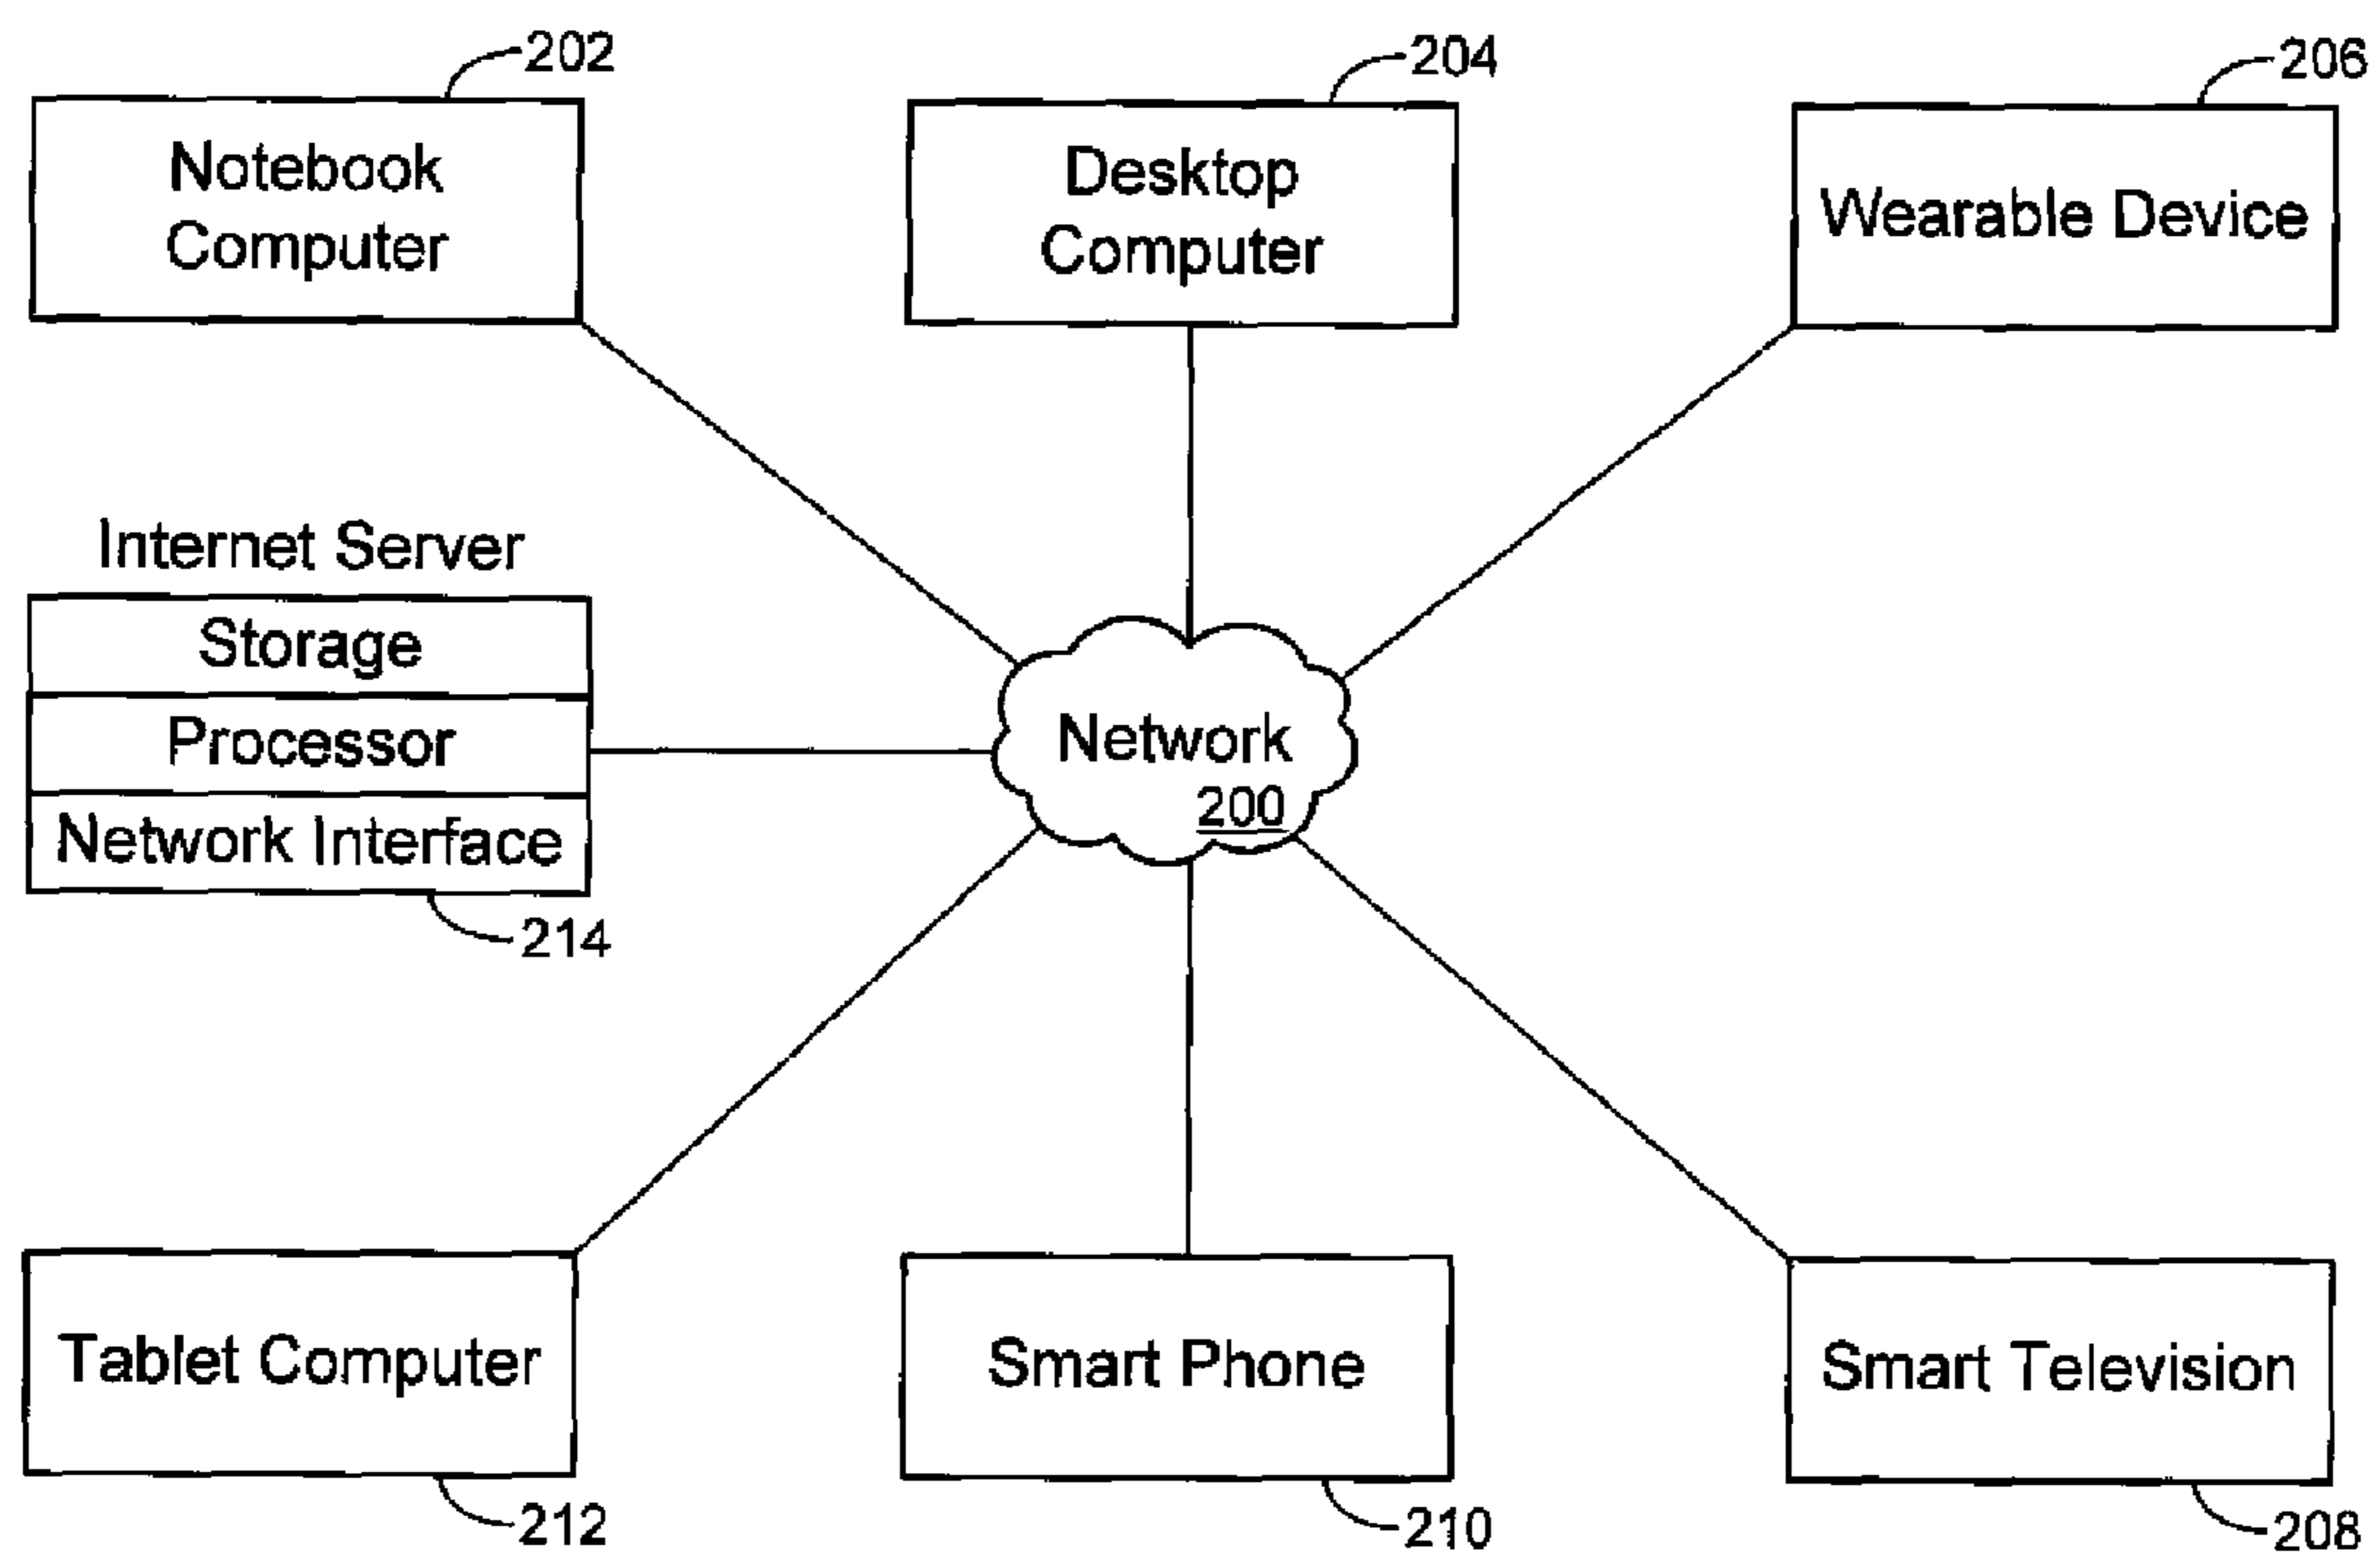 202
204
206
Notebook
Computer
Desktop
Computer
Wearable Device
Internet Server
Storage
Processor
Network Interface
214
Network
200
Tablet Computer
Smart Phone
Smart Television
212
210
208